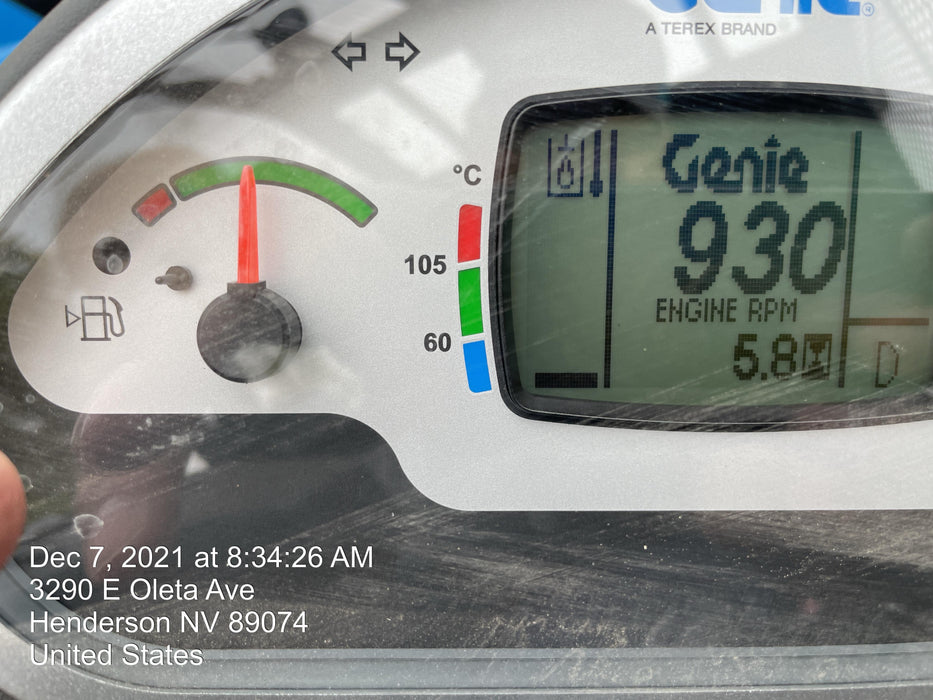 Genie®
A TEREX BRAND
°C
105
60
Genie
930
ENGINE RPM
5.8
D
Dec 7, 2021 at 8:34:26 AM
3290 E Oleta Ave
Henderson NV 89074
United States